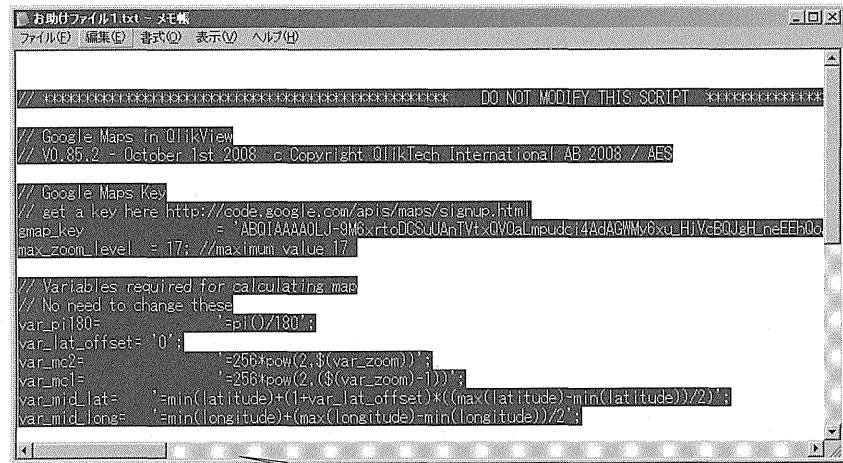 お助けファイル1.txt - メモ帳
ファイル(F) 編集(E) 書式(O) 表示(V) ヘルプ(H)
// ************************************************* DO NOT MODIFY THIS SCRIPT **************
// Google Maps in QlikView
// V0.85.2 - October 1st 2008 c Copyright QlikTech International AB 2008 / AES
// Google Maps Key
// get a key here http://code.google.com/apis/maps/signup.html
gmap_key = '
max_zoom_level = 17; //maximum value 17
// Variables required for calculating map
// No need to change these
var_pi180= '=pi()/180';
var_lat_offset= '0';
var_mc2= '=256*pow(2,$(var_zoom))';
var_mc1= '=256*pow(2,($(var_zoom)-1))';
var_mid_lat= '=min(latitude)+(1+var_lat_offset)*((max(latitude)-min(latitude))/2)';
var_mid_long= '=min(longitude)+(max(longitude)-min(longitude))/2';